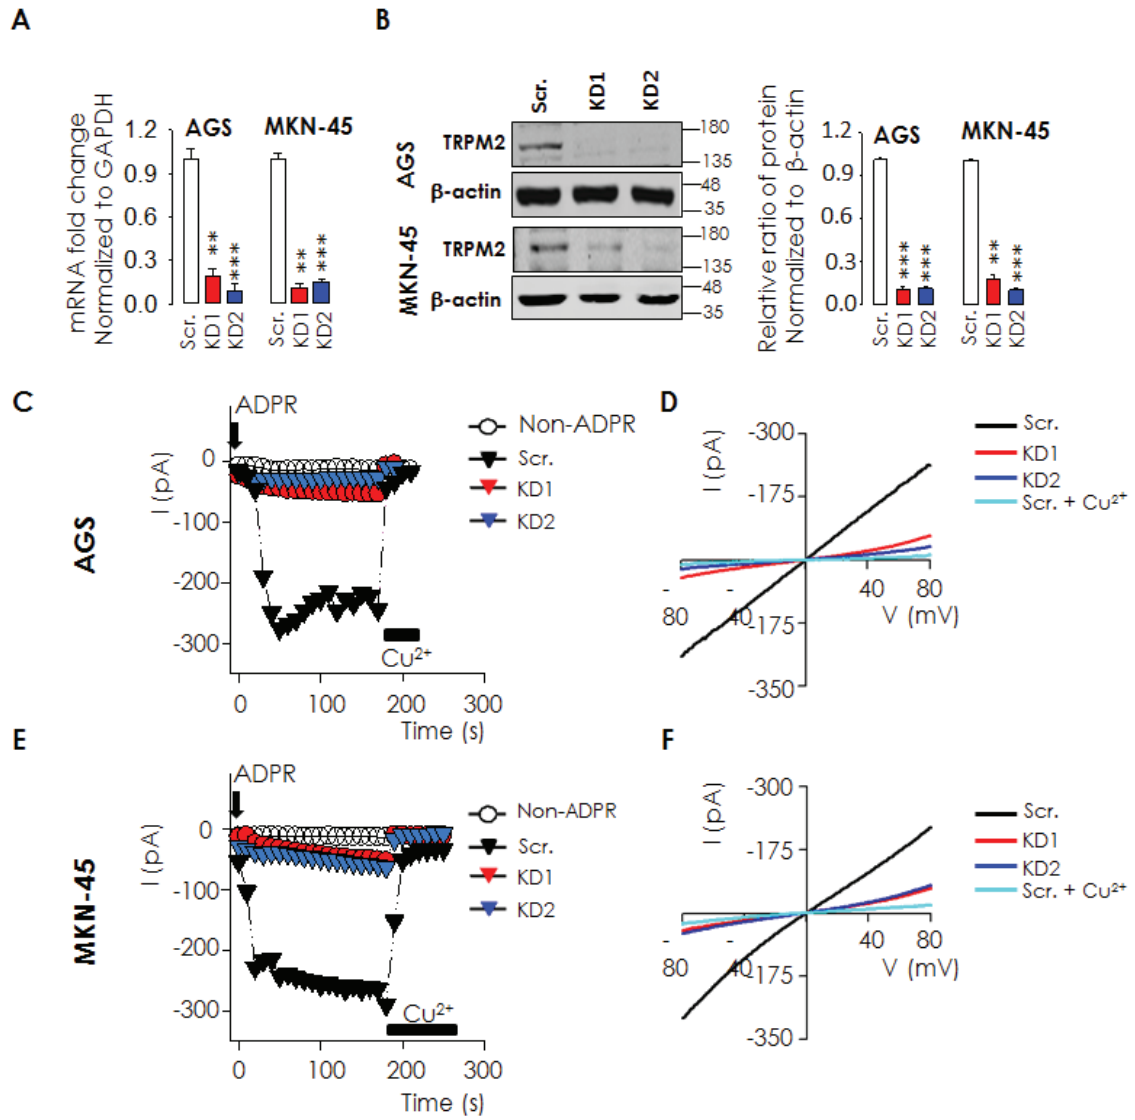 A
mRNA fold change
Normalized to GAPDH
1.2
0.9
0.6
0.3
0.0
AGS
MKN-45
**
***
**
***
Scr.
KD1
KD2
Scr.
KD1
KD2
B
Scr.
KD1
KD2
AGS
TRPM2
180
135
β-actin
48
35
MKN-45
TRPM2
180
135
β-actin
48
35
Relative ratio of protein
Normalized to β-actin
1.2
0.9
0.6
0.3
0.0
AGS
MKN-45
***
***
**
***
Scr.
KD1
KD2
Scr.
KD1
KD2
C
AGS
ADPR
I (pA)
0
-100
-200
-300
Non-ADPR
Scr.
KD1
KD2
Cu²⁺
0
100
200
300
Time (s)
D
-300
I (pA)
-175
Scr.
KD1
KD2
Scr. + Cu²⁺
-
80
-
40
40
80
V (mV)
-175
-350
E
MKN-45
ADPR
I (pA)
0
-100
-200
-300
Non-ADPR
Scr.
KD1
KD2
Cu²⁺
0
100
200
300
Time (s)
F
-300
I (pA)
-175
Scr.
KD1
KD2
Scr. + Cu²⁺
-
80
-
40
40
80
V (mV)
-175
-350